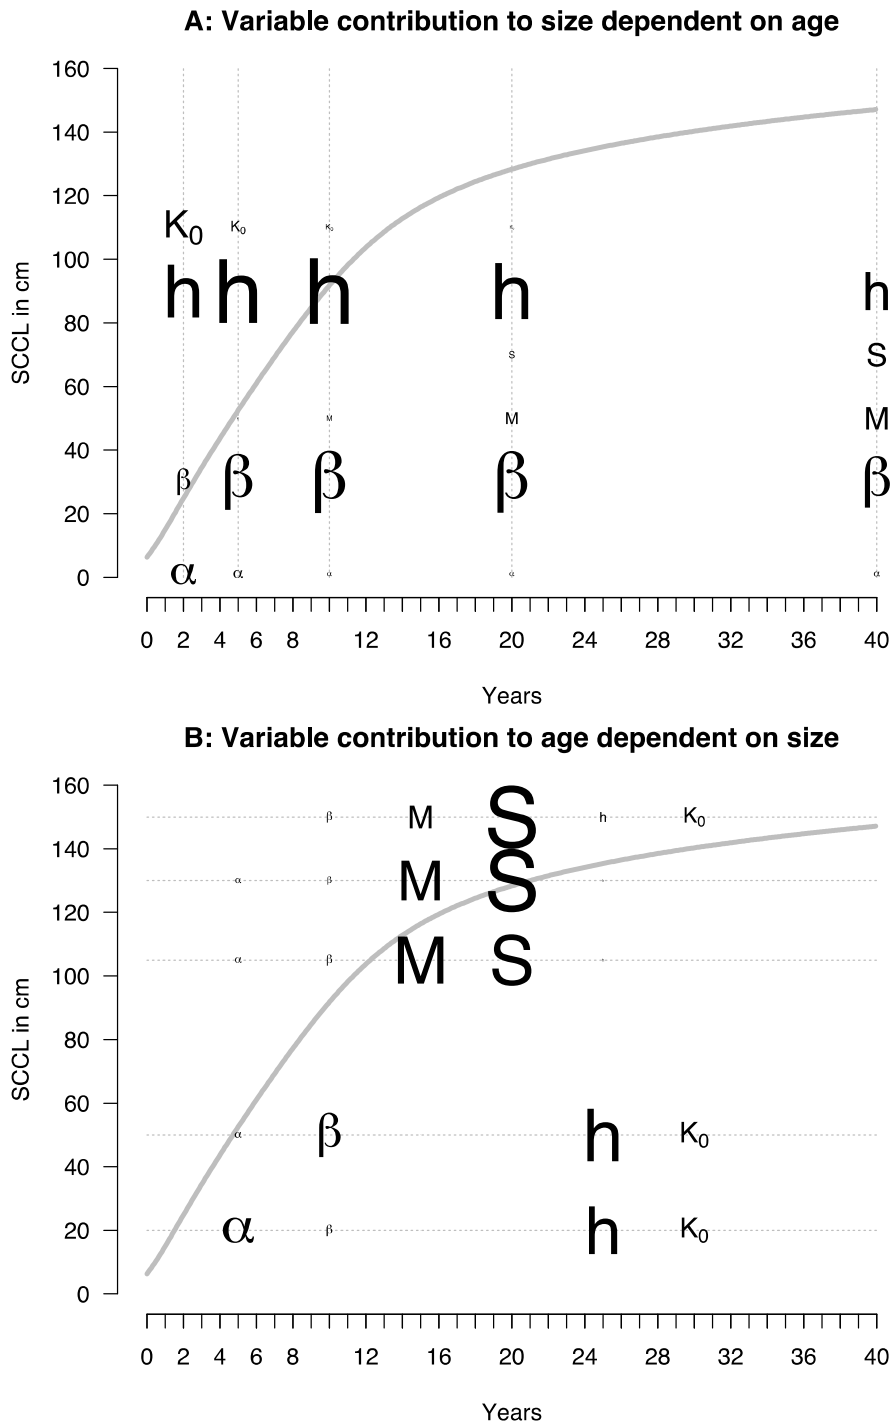 A: Variable contribution to size dependent on age
160
140
120
100
80
60
40
20
0
SCCL in cm
K₀ K₀ K₀
h h h h h
S S
M M M
β β β β β
α α α α α
0 2 4 6 8 12 16 20 24 28 32 36 40
Years
B: Variable contribution to age dependent on size
160
140
120
100
80
60
40
20
0
SCCL in cm
β M S h K₀
α β M S
α β M S
α β h K₀
α β h K₀
0 2 4 6 8 12 16 20 24 28 32 36 40
Years